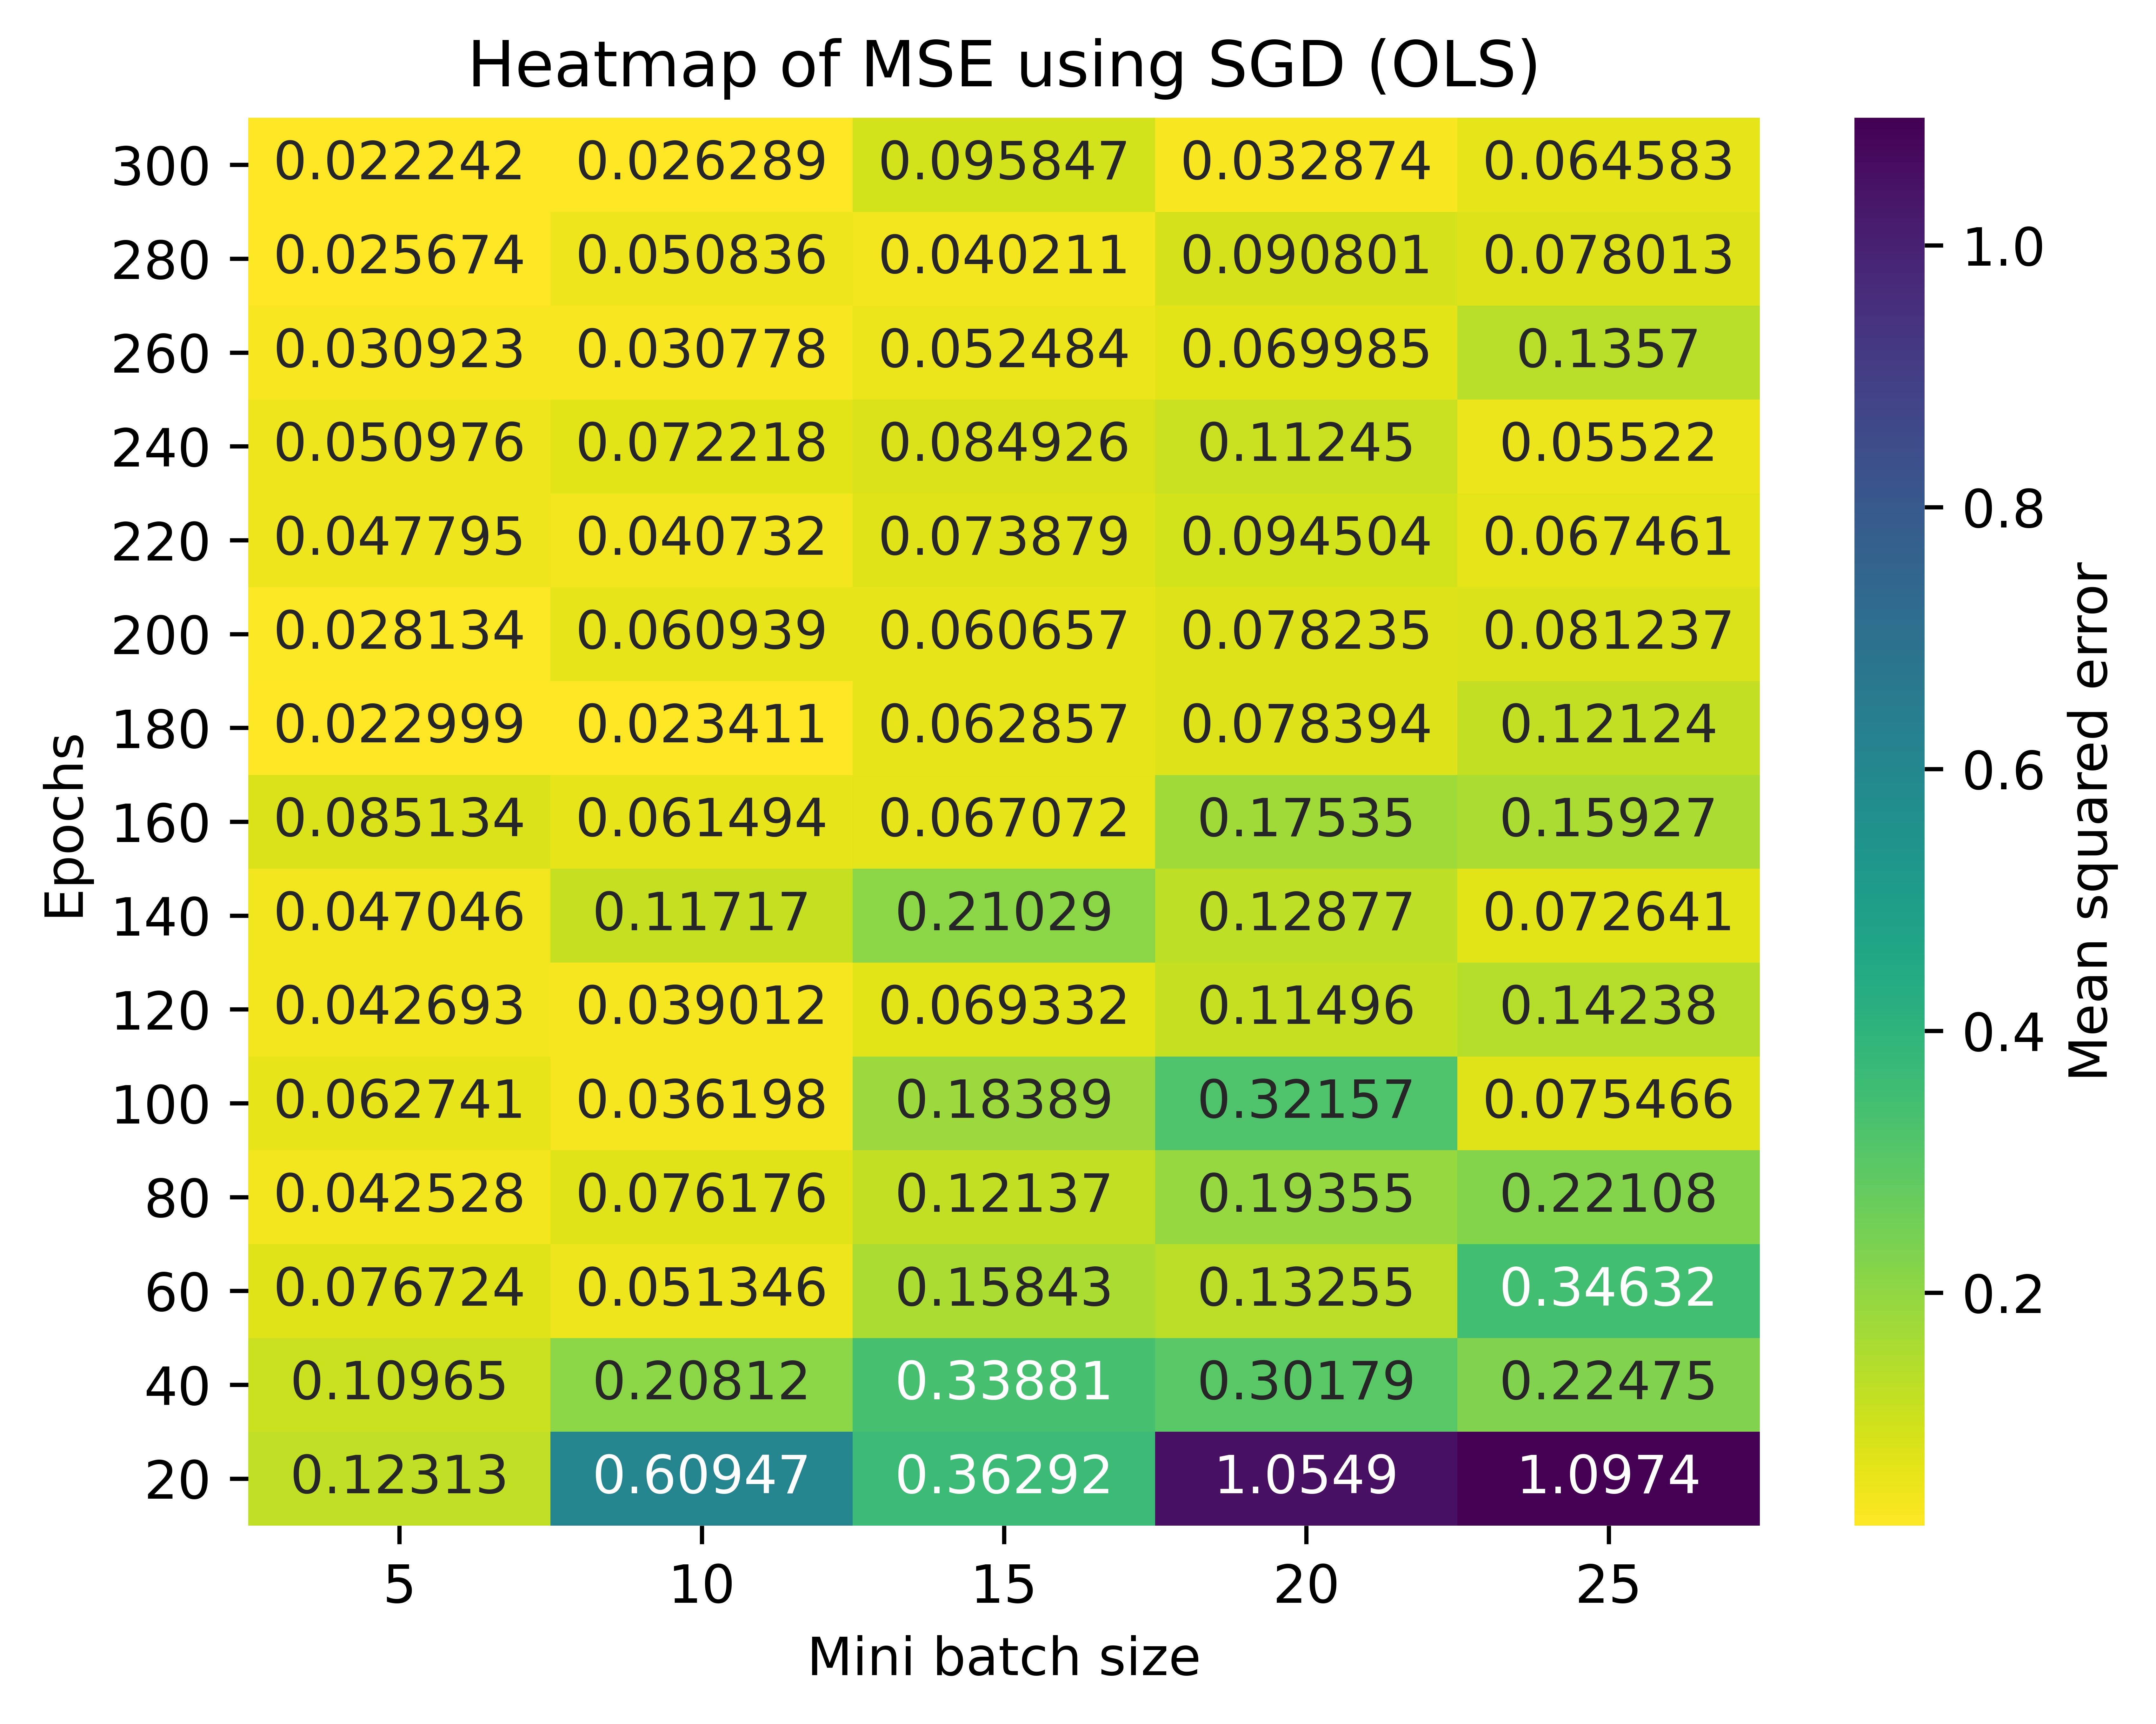 Heatmap of MSE using SGD (OLS)
300 0.022242 0.026289 0.095847 0.032874 0.064583
280 0.025674 0.050836 0.040211 0.090801 0.078013
260 0.030923 0.030778 0.052484 0.069985 0.1357
240 0.050976 0.072218 0.084926 0.11245 0.05522
220 0.047795 0.040732 0.073879 0.094504 0.067461
200 0.028134 0.060939 0.060657 0.078235 0.081237
180 0.022999 0.023411 0.062857 0.078394 0.12124
160 0.085134 0.061494 0.067072 0.17535 0.15927
140 0.047046 0.11717 0.21029 0.12877 0.072641
120 0.042693 0.039012 0.069332 0.11496 0.14238
100 0.062741 0.036198 0.18389 0.32157 0.075466
80 0.042528 0.076176 0.12137 0.19355 0.22108
60 0.076724 0.051346 0.15843 0.13255 0.34632
40 0.10965 0.20812 0.33881 0.30179 0.22475
20 0.12313 0.60947 0.36292 1.0549 1.0974
5 10 15 20 25
Mini batch size
Epochs
1.0
0.8
0.6
0.4
0.2
Mean squared error